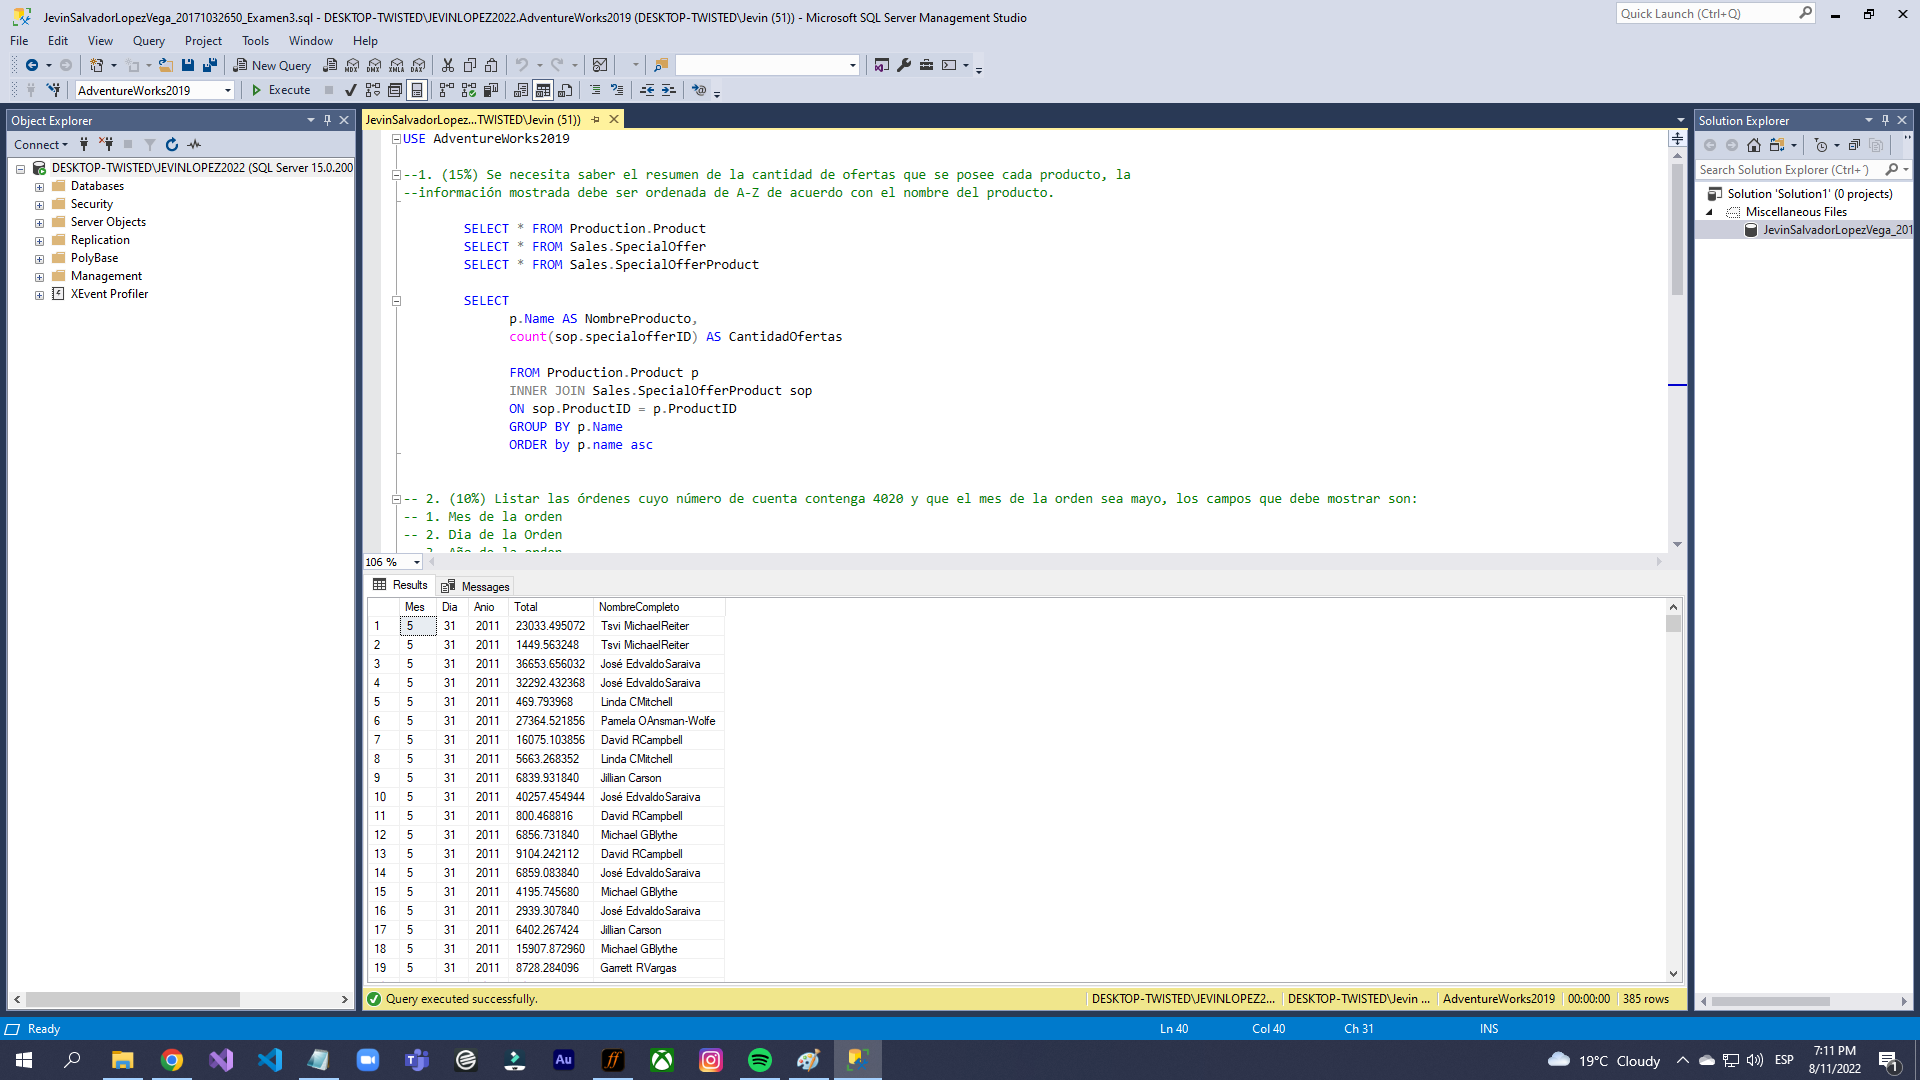 JevinSalvadorLopezVega_20171032650_Examen3.sql - DESKTOP-TWISTED\JEVINLOPEZ2022.AdventureWorks2019 (DESKTOP-TWISTED\Jevin (51)) - Microsoft SQL Server Management Studio
Quick Launch (Ctrl+Q)
File Edit View Query Project Tools Window Help
New Query
MDX DMX XMLA DAX
AdventureWorks2019
Execute
Object Explorer
Connect
DESKTOP-TWISTED\JEVINLOPEZ2022 (SQL Server 15.0.200
Databases
Security
Server Objects
Replication
PolyBase
Management
XEvent Profiler
JevinSalvadorLopez...TWISTED\Jevin (51))
USE AdventureWorks2019
--1. (15%) Se necesita saber el resumen de la cantidad de ofertas que se posee cada producto, la
--información mostrada debe ser ordenada de A-Z de acuerdo con el nombre del producto.
SELECT * FROM Production.Product
SELECT * FROM Sales.SpecialOffer
SELECT * FROM Sales.SpecialOfferProduct
SELECT
p.Name AS NombreProducto,
count(sop.specialofferID) AS CantidadOfertas
FROM Production.Product p
INNER JOIN Sales.SpecialOfferProduct sop
ON sop.ProductID = p.ProductID
GROUP BY p.Name
ORDER by p.name asc
-- 2. (10%) Listar las órdenes cuyo número de cuenta contenga 4020 y que el mes de la orden sea mayo, los campos que debe mostrar son:
-- 1. Mes de la orden
-- 2. Dia de la Orden
-- 3. Año de la orden
106 %
Results Messages
Mes Dia Anio Total NombreCompleto
1 5 31 2011 23033.495072 Tsvi MichaelReiter
2 5 31 2011 1449.563248 Tsvi MichaelReiter
3 5 31 2011 36653.656032 José EdvaldoSaraiva
4 5 31 2011 32292.432368 José EdvaldoSaraiva
5 5 31 2011 469.793968 Linda CMitchell
6 5 31 2011 27364.521856 Pamela OAnsman-Wolfe
7 5 31 2011 16075.103856 David RCampbell
8 5 31 2011 5663.268352 Linda CMitchell
9 5 31 2011 6839.931840 Jillian Carson
10 5 31 2011 40257.454944 José EdvaldoSaraiva
11 5 31 2011 800.468816 David RCampbell
12 5 31 2011 6856.731840 Michael GBlythe
13 5 31 2011 9104.242112 David RCampbell
14 5 31 2011 6859.083840 José EdvaldoSaraiva
15 5 31 2011 4195.745680 Michael GBlythe
16 5 31 2011 2939.307840 José EdvaldoSaraiva
17 5 31 2011 6402.267424 Jillian Carson
18 5 31 2011 15907.872960 Michael GBlythe
19 5 31 2011 8728.284096 Garrett RVargas
Query executed successfully.
DESKTOP-TWISTED\JEVINLOPEZ2... DESKTOP-TWISTED\Jevin ... AdventureWorks2019 00:00:00 385 rows
Solution Explorer
Search Solution Explorer (Ctrl+´)
Solution 'Solution1' (0 projects)
Miscellaneous Files
JevinSalvadorLopezVega_201
Ready
Ln 40 Col 40 Ch 31 INS
Au
ff
19°C Cloudy
ESP
7:11 PM
8/11/2022
1